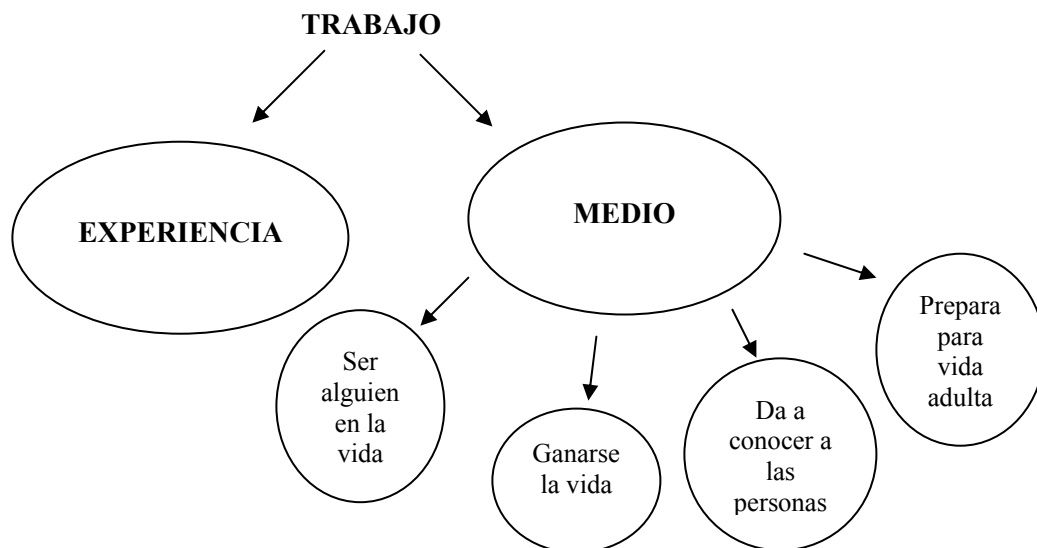 TRABAJO
EXPERIENCIA
MEDIO
Ser
alguien
en la
vida
Ganarse
la vida
Da a
conocer a
las
personas
Prepara
para
vida
adulta